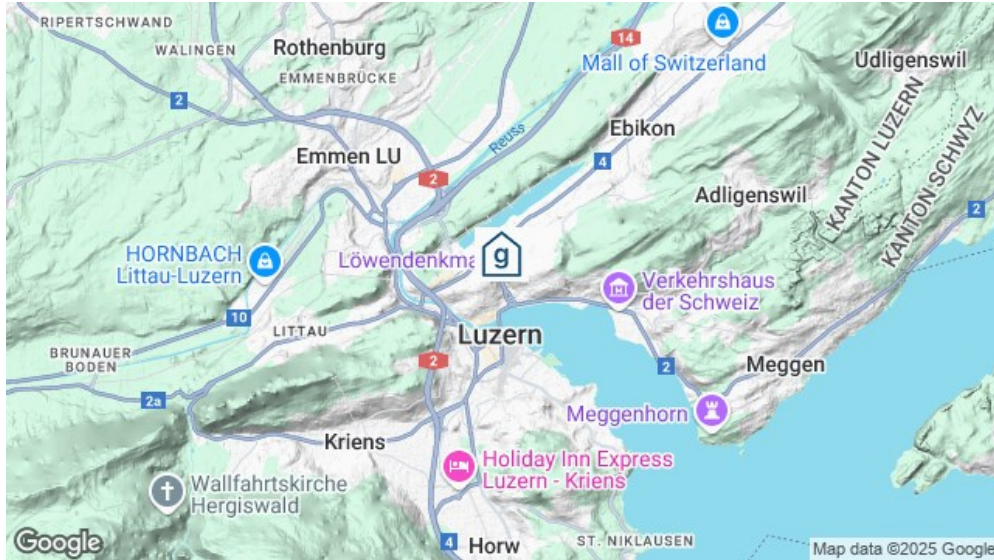 RIPERTSCHWAND
WALINGEN
Rothenburg
EMMENBRÜCKE
14
Mall of Switzerland
Udligenswil
2
Reuss
Ebikon
4
KANTON LUZERN
KANTON SCHWYZ
Emmen LU
2
Adligenswil
2
HORNBACH
Littau-Luzern
Löwendenkma
g
Verkehrshaus
der Schweiz
10
LITTAU
Luzern
BRUNAUER
BODEN
2
2
Meggen
2a
Meggenhorn
Kriens
Holiday Inn Express
Luzern - Kriens
Wallfahrtskirche
Hergiswald
4
Horw
ST. NIKLAUSEN
Google
Map data ©2025 Google